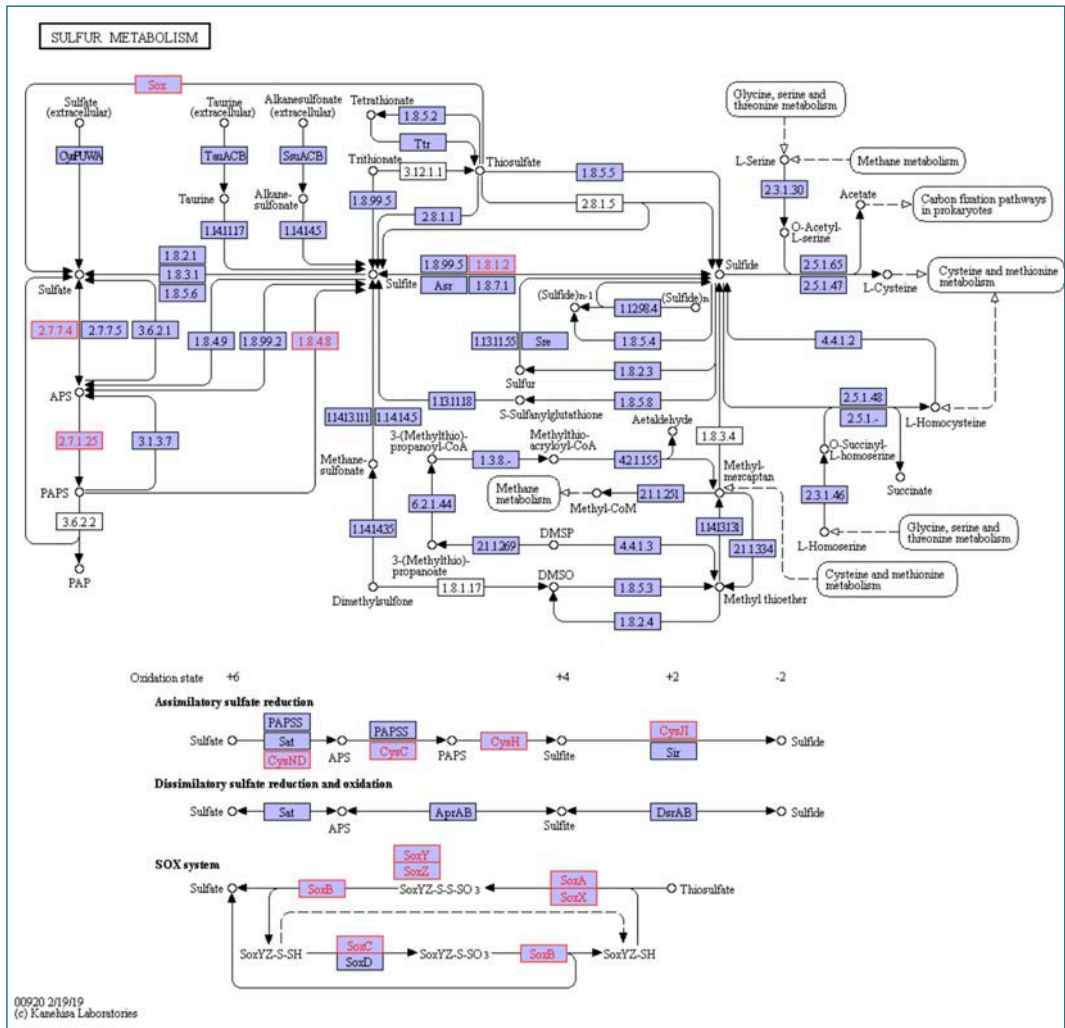 SULFUR METABOLISM
Sox
Sulfate
(extracellular)
Taurine
(extracellular)
Alkanesulfonate
(extracellular)
Tetrathionate
1.8.5.2
Ttr
Glycine, serine and
threonine metabolism
CysPUWA
TauACB
SsuACB
Trithionate
3.12.1.1
Thiosulfate
1.8.5.5
L-Serine
Methane metabolism
Taurine
Alkane-
sulfonate
1.8.99.5
2.8.1.1
2.8.1.5
2.3.1.30
Acetate
Carbon fixation pathways
in prokaryotes
1.14.11.17
1.14.14.5
O-Acetyl-
L-serine
1.8.2.1
1.8.3.1
1.8.5.6
Sulfate
Sulfite
1.8.99.5
1.8.1.2
Asr
1.8.7.1
Sulfide
2.5.1.65
2.5.1.47
L-Cysteine
Cysteine and methionine
metabolism
(Sulfide)n-1
1.12.98.4
(Sulfide)n
2.7.7.4
2.7.7.5
3.6.2.1
1.8.4.9
1.8.99.2
1.8.4.8
1.13.11.55
Sre
1.8.5.4
4.4.1.2
Sulfur
1.8.2.3
APS
1.13.11.18
S-Sulfanylglutathione
1.8.5.8
2.5.1.48
2.5.1.-
L-Homocysteine
1.14.13.111
1.14.14.5
Aetaldehyde
2.7.1.25
3.1.3.7
3-(Methylthio)-
propanoyl-CoA
Methylthio-
acryloyl-CoA
1.8.3.4
O-Succinyl-
L-homoserine
Methane-
sulfonate
1.3.8.-
4.2.1.155
Methyl-
mercaptan
Succinate
PAPS
Methane
metabolism
Methyl-CoM
2.1.1.251
2.3.1.46
3.6.2.2
1.14.14.35
6.2.1.44
1.14.13.131
2.1.1.334
L-Homoserine
Glycine, serine and
threonine metabolism
2.1.1.269
DMSP
4.4.1.3
PAP
3-(Methylthio)-
propanoate
DMSO
Cysteine and methionine
metabolism
Dimethylsulfone
1.8.1.17
1.8.5.3
Methyl thioether
1.8.2.4
Oxidation state +6 +4 +2 -2
Assimilatory sulfate reduction
PAPSS
PAPSS
Sulfate
Sat
CysND
APS
CysC
PAPS
CysH
Sulfite
CysJI
Sir
Sulfide
Dissimilatory sulfate reduction and oxidation
Sulfate
Sat
APS
AprAB
Sulfite
DsrAB
Sulfide
SOX system
SoxY
SoxZ
Sulfate
SoxB
SoxYZ-S-S-SO3
SoxA
SoxX
Thiosulfate
SoxYZ-S-SH
SoxC
SoxD
SoxYZ-S-SO3
SoxB
SoxYZ-SH
00920 2/19/19
(c) Kanehisa Laboratories